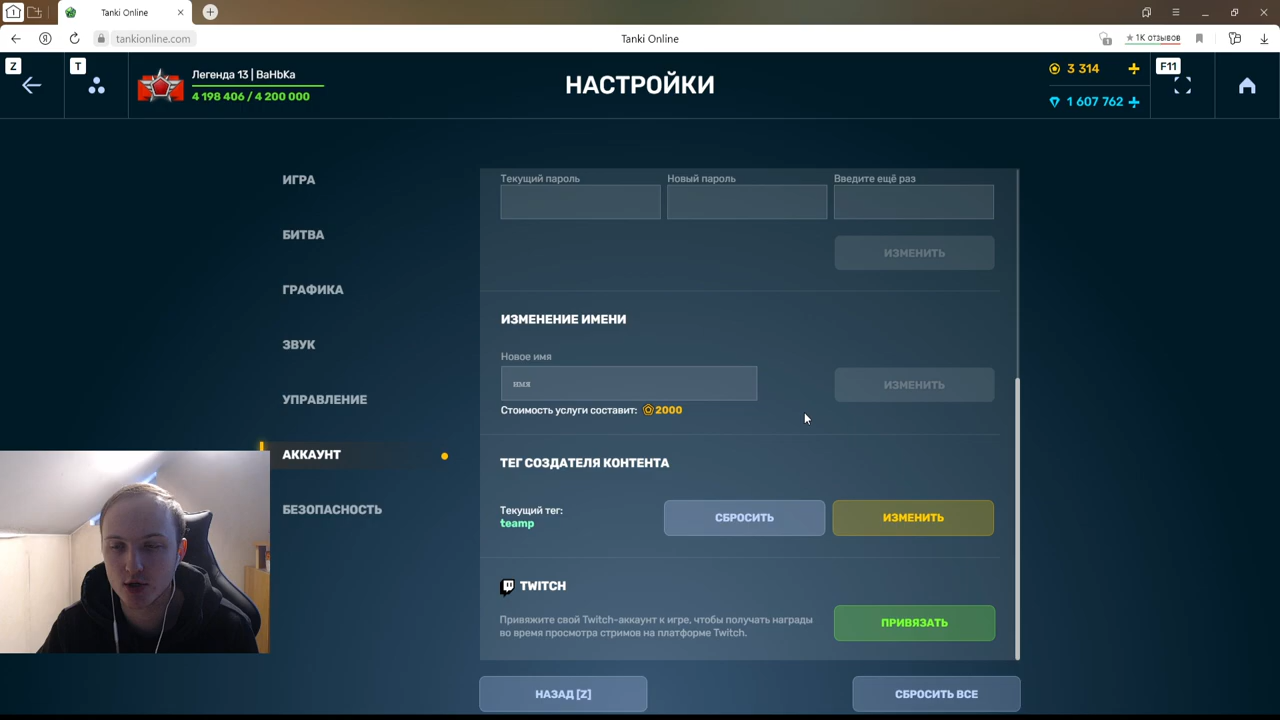 Tanki Online
tankionline.com
Tanki Online
1K отзывов
Z
T
Легенда 13 | BaHbKa
4 198 406 / 4 200 000
НАСТРОЙКИ
3 314
1 607 762
F11
ИГРА
БИТВА
ГРАФИКА
ЗВУК
УПРАВЛЕНИЕ
АККАУНТ
БЕЗОПАСНОСТЬ
Текущий пароль
Новый пароль
Введите ещё раз
ИЗМЕНИТЬ
ИЗМЕНЕНИЕ ИМЕНИ
Новое имя
имя
ИЗМЕНИТЬ
Стоимость услуги составит: 2000
ТЕГ СОЗДАТЕЛЯ КОНТЕНТА
Текущий тег:
teamp
СБРОСИТЬ
ИЗМЕНИТЬ
TWITCH
Привяжите свой Twitch-аккаунт к игре, чтобы получать награды
во время просмотра стримов на платформе Twitch.
ПРИВЯЗАТЬ
НАЗАД [Z]
СБРОСИТЬ ВСЕ